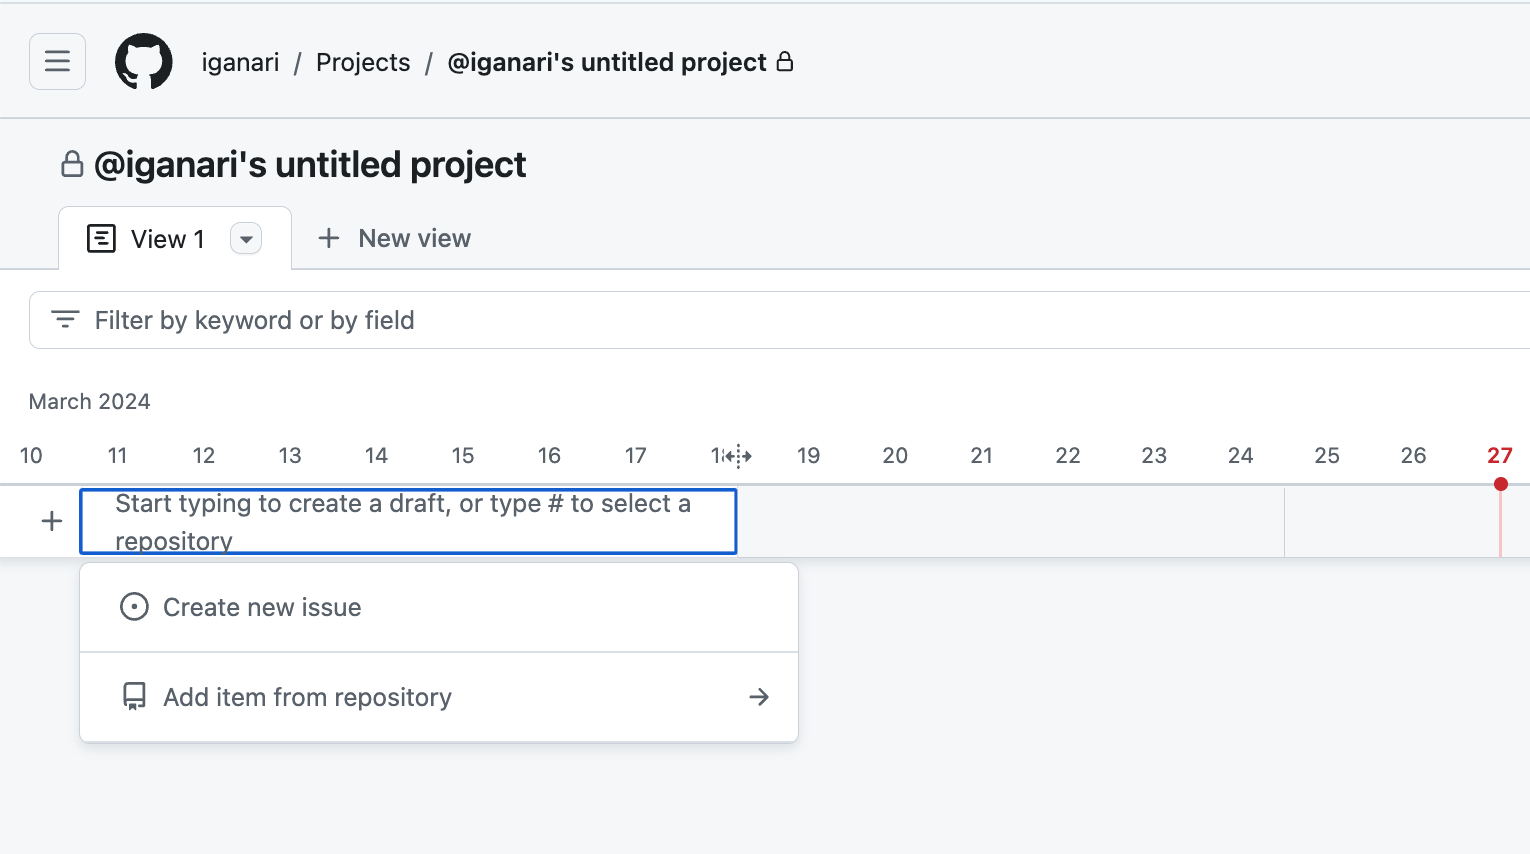 iganari / Projects / @iganari's untitled project
@iganari's untitled project
View 1
New view
Filter by keyword or by field
March 2024
10 11 12 13 14 15 16 17 19 20 21 22 23 24 25 26 27
Start typing to create a draft, or type # to select a
repository
Create new issue
Add item from repository